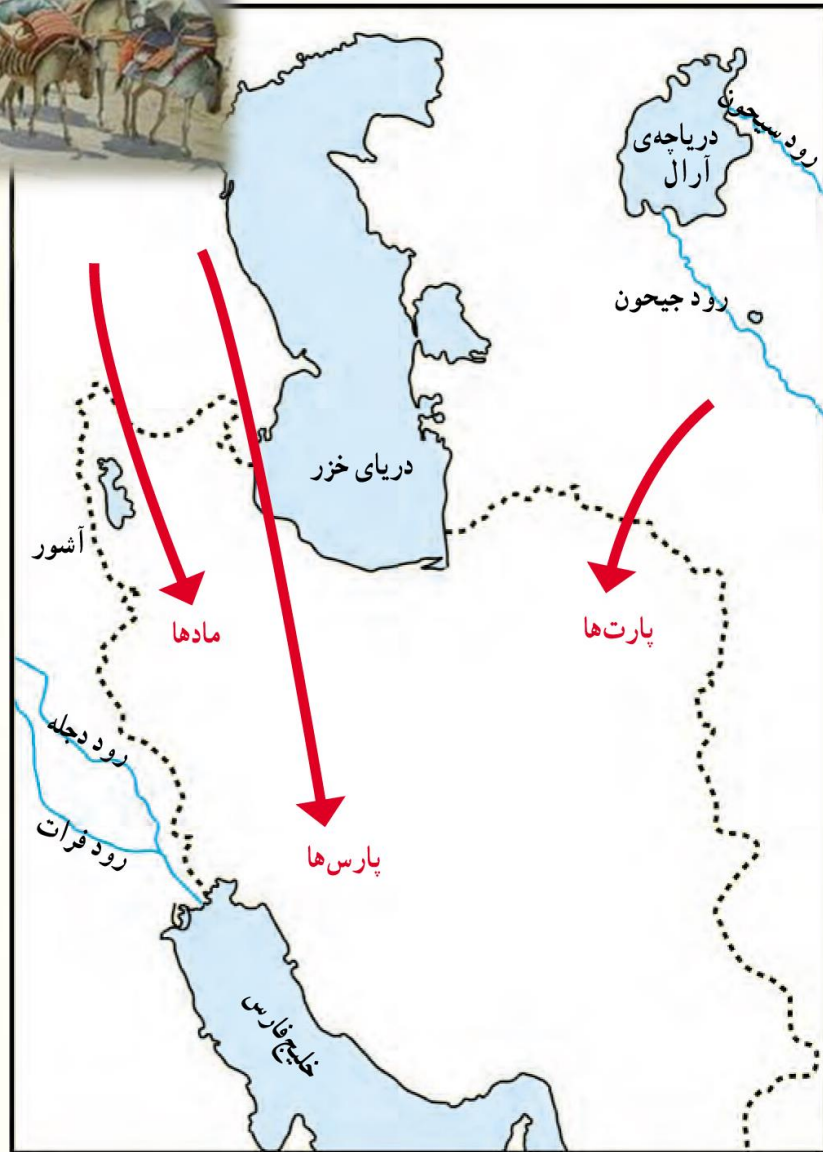 رود سیحون
دریاچه‌ی
آرال
رود جیحون
دریای خزر
آشور
مادها
پارت‌ها
رود دجله
رود فرات
پارس‌ها
خلیج فارس